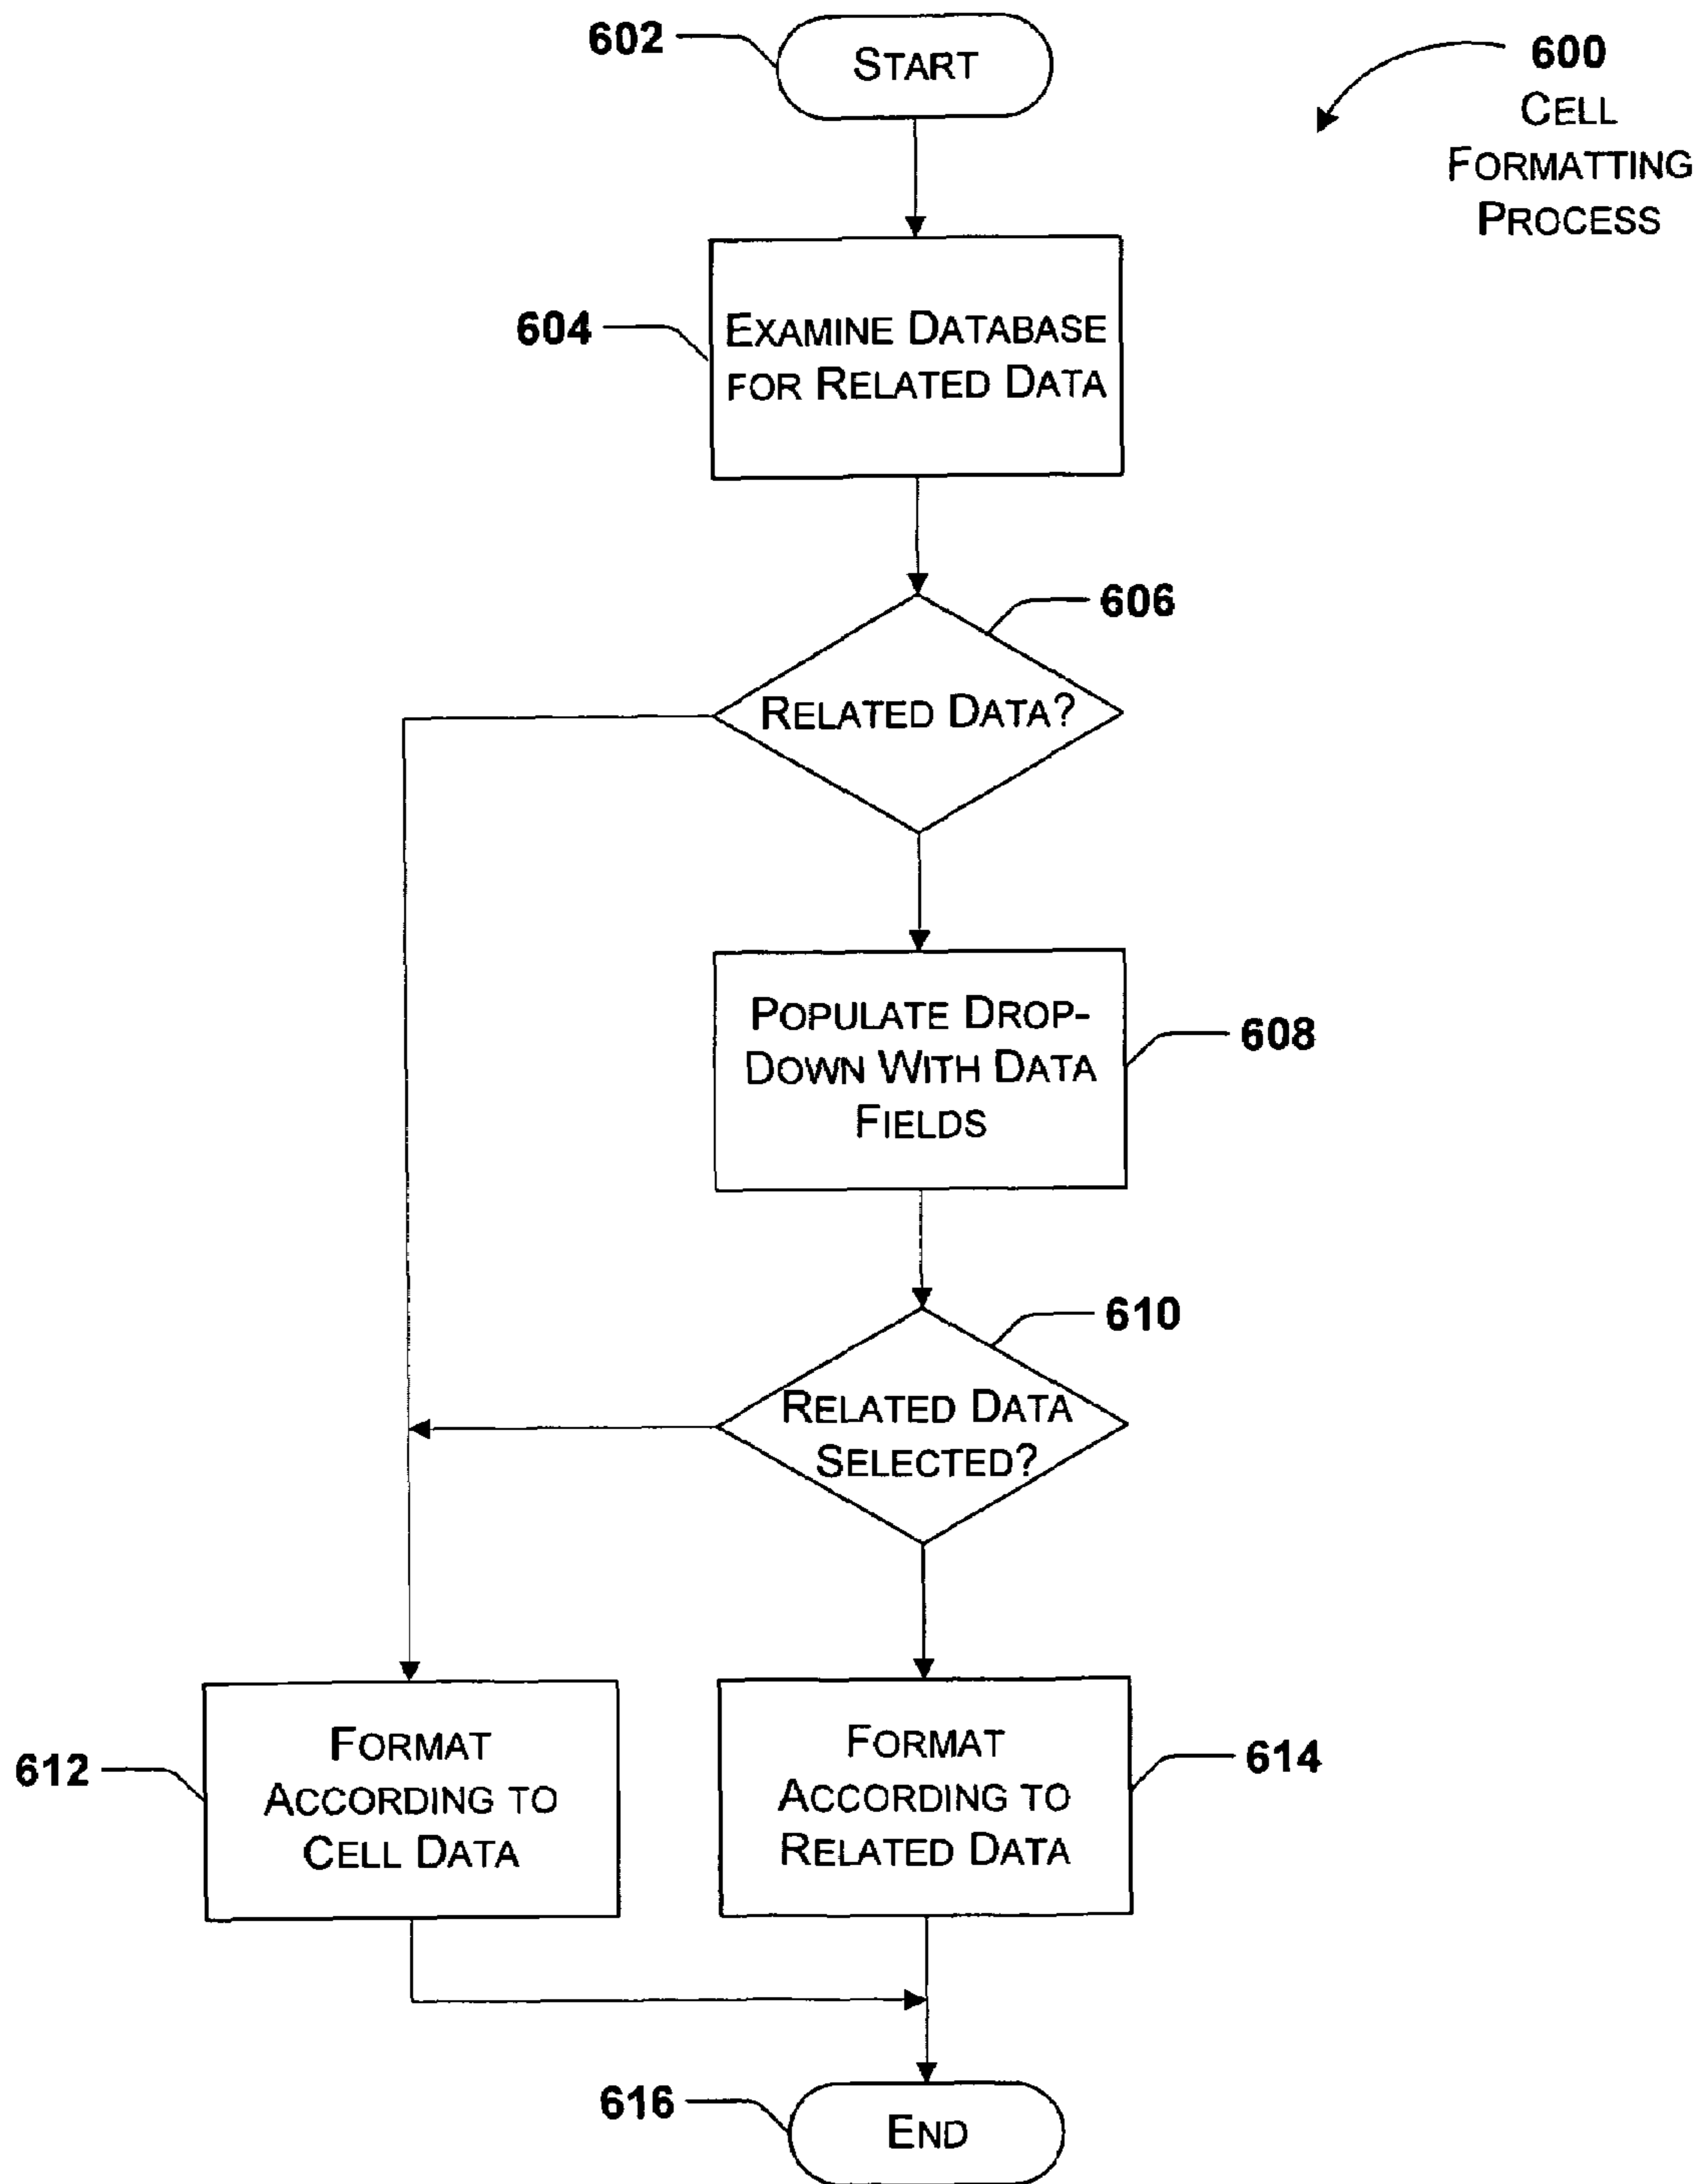 602
START
600
CELL
FORMATTING
PROCESS
604
EXAMINE DATABASE
FOR RELATED DATA
606
RELATED DATA?
POPULATE DROP-
DOWN WITH DATA
FIELDS
608
610
RELATED DATA
SELECTED?
612
FORMAT
ACCORDING TO
CELL DATA
FORMAT
ACCORDING TO
RELATED DATA
614
616
END